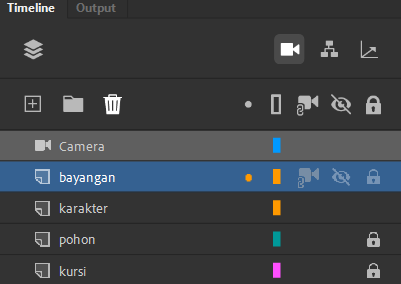 Timeline Output
Camera
bayangan
karakter
pohon
kursi